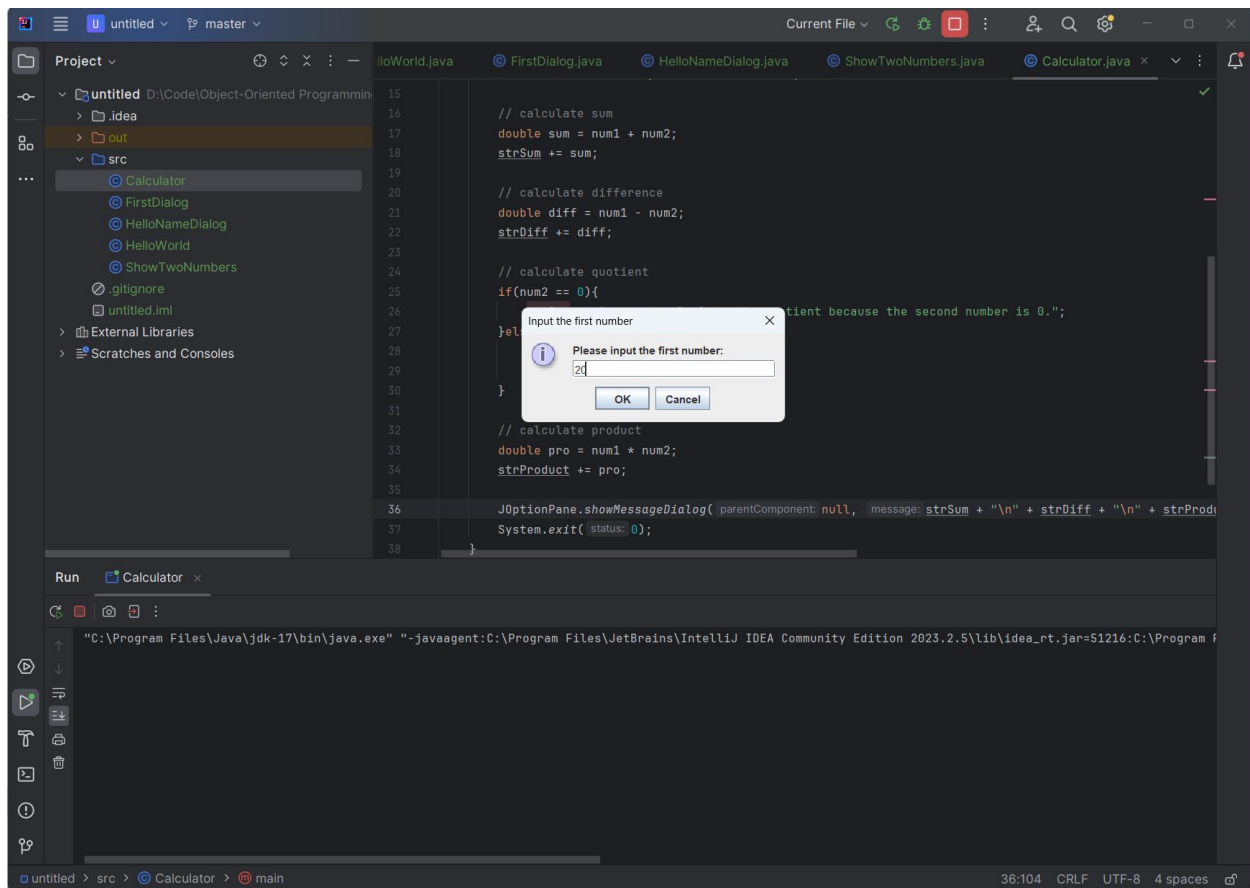 U untitled master Current File
Project
lloWorld.java FirstDialog.java HelloNameDialog.java ShowTwoNumbers.java Calculator.java
untitled D:\Code\Object-Oriented Programmin
.idea
out
src
Calculator
FirstDialog
HelloNameDialog
HelloWorld
ShowTwoNumbers
.gitignore
untitled.iml
External Libraries
Scratches and Consoles
15
16 // calculate sum
17 double sum = num1 + num2;
18 strSum += sum;
19
20 // calculate difference
21 double diff = num1 - num2;
22 strDiff += diff;
23
24 // calculate quotient
25 if(num2 == 0){
26 tient because the second number is 0.";
27 }el
28
29
30 }
31
32 // calculate product
33 double pro = num1 * num2;
34 strProduct += pro;
35
36 JOptionPane.showMessageDialog( parentComponent: null, message: strSum + "\n" + strDiff + "\n" + strProdu
37 System.exit( status: 0);
38 }
Input the first number
Please input the first number:
20
OK Cancel
Run Calculator
"C:\Program Files\Java\jdk-17\bin\java.exe" "-javaagent:C:\Program Files\JetBrains\IntelliJ IDEA Community Edition 2023.2.5\lib\idea_rt.jar=51216:C:\Program F
untitled > src > Calculator > main 36:104 CRLF UTF-8 4 spaces